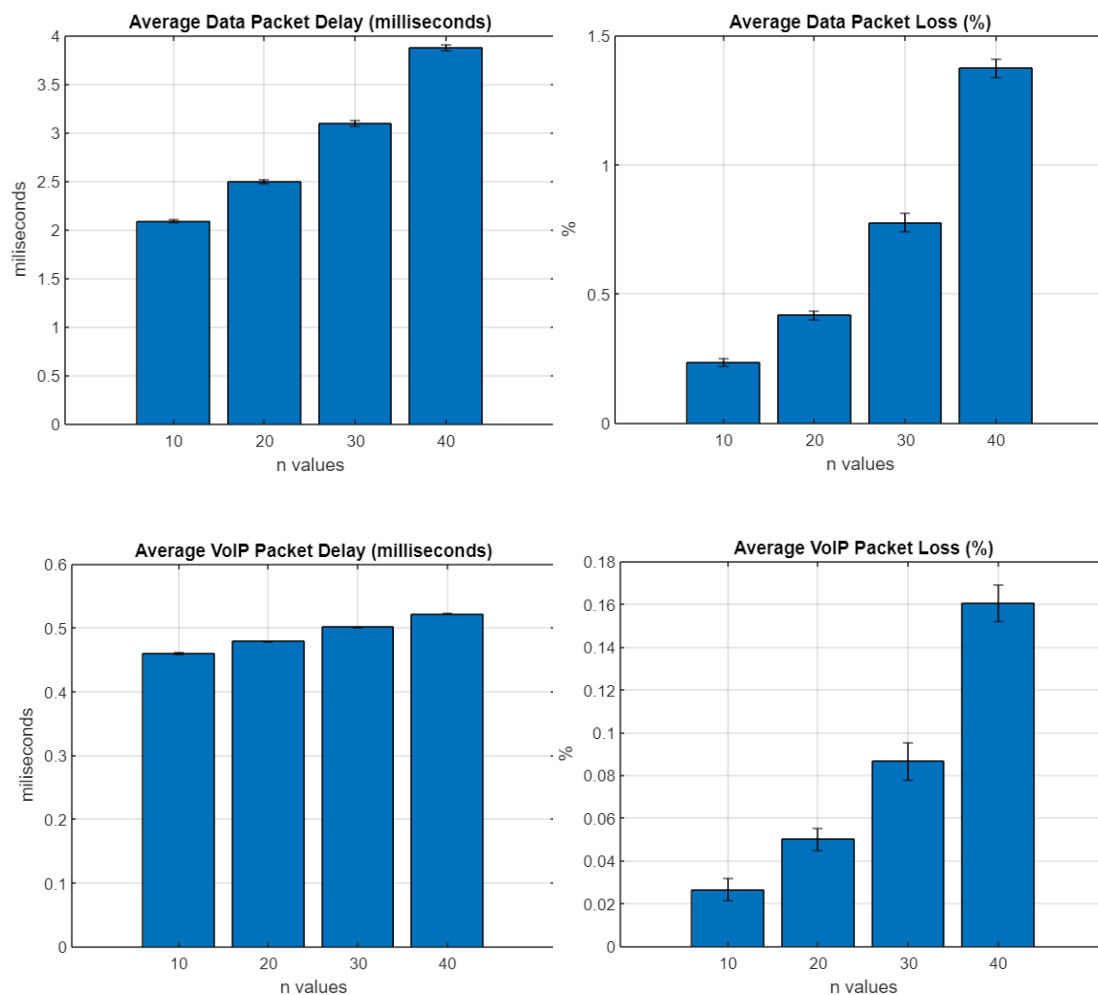 Average Data Packet Delay (milliseconds)
4
3.5
3
2.5
2
1.5
1
0.5
0
miliseconds
10 20 30 40
n values
Average Data Packet Loss (%)
1.5
1
0.5
0
%
10 20 30 40
n values
Average VoIP Packet Delay (milliseconds)
0.6
0.5
0.4
0.3
0.2
0.1
0
miliseconds
10 20 30 40
n values
Average VoIP Packet Loss (%)
0.18
0.16
0.14
0.12
0.1
0.08
0.06
0.04
0.02
0
%
10 20 30 40
n values